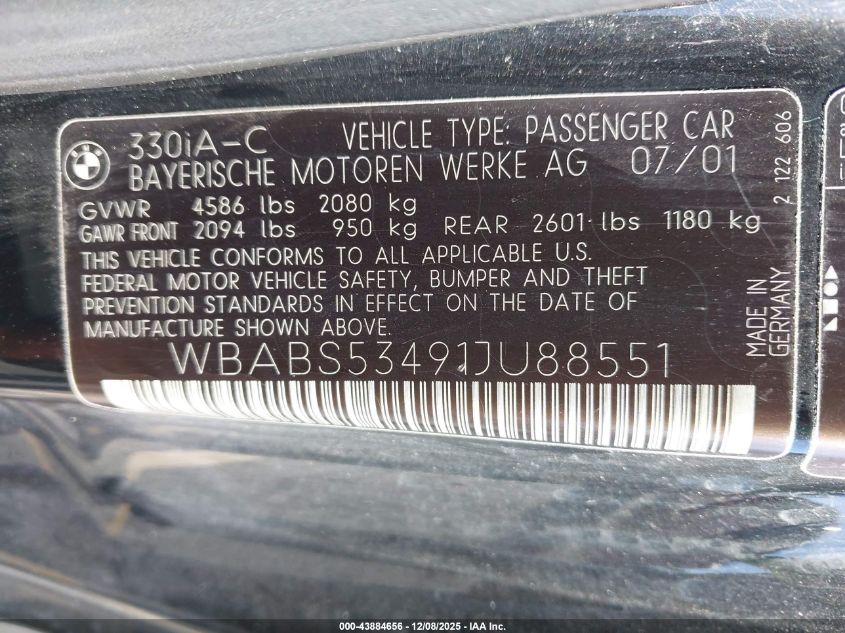 330iA-C VEHICLE TYPE: PASSENGER CAR
BAYERISCHE MOTOREN WERKE AG 07/01
GVWR 4586 lbs 2080 kg
GAWR FRONT 2094 lbs 950 kg REAR 2601 lbs 1180 kg
THIS VEHICLE CONFORMS TO ALL APPLICABLE U.S.
FEDERAL MOTOR VEHICLE SAFETY, BUMPER AND THEFT
PREVENTION STANDARDS IN EFFECT ON THE DATE OF
MANUFACTURE SHOWN ABOVE.
WBABS53491JU88551
2 122 606
MADE IN
GERMANY
000-43884656 - 12/08/2025 - IAA Inc.